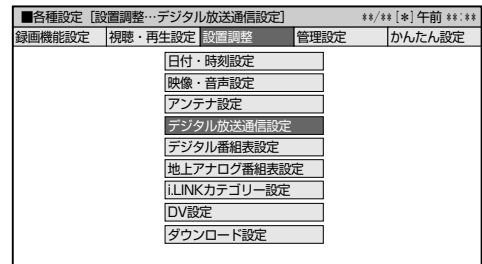 ■各種設定［設置調整…デジタル放送通信設定］ **/**［*］午前 **:**
録画機能設定 視聴・再生設定 設置調整 管理設定 かんたん設定
日付・時刻設定
映像・音声設定
アンテナ設定
デジタル放送通信設定
デジタル番組表設定
地上アナログ番組表設定
i.LINKカテゴリー設定
DV設定
ダウンロード設定